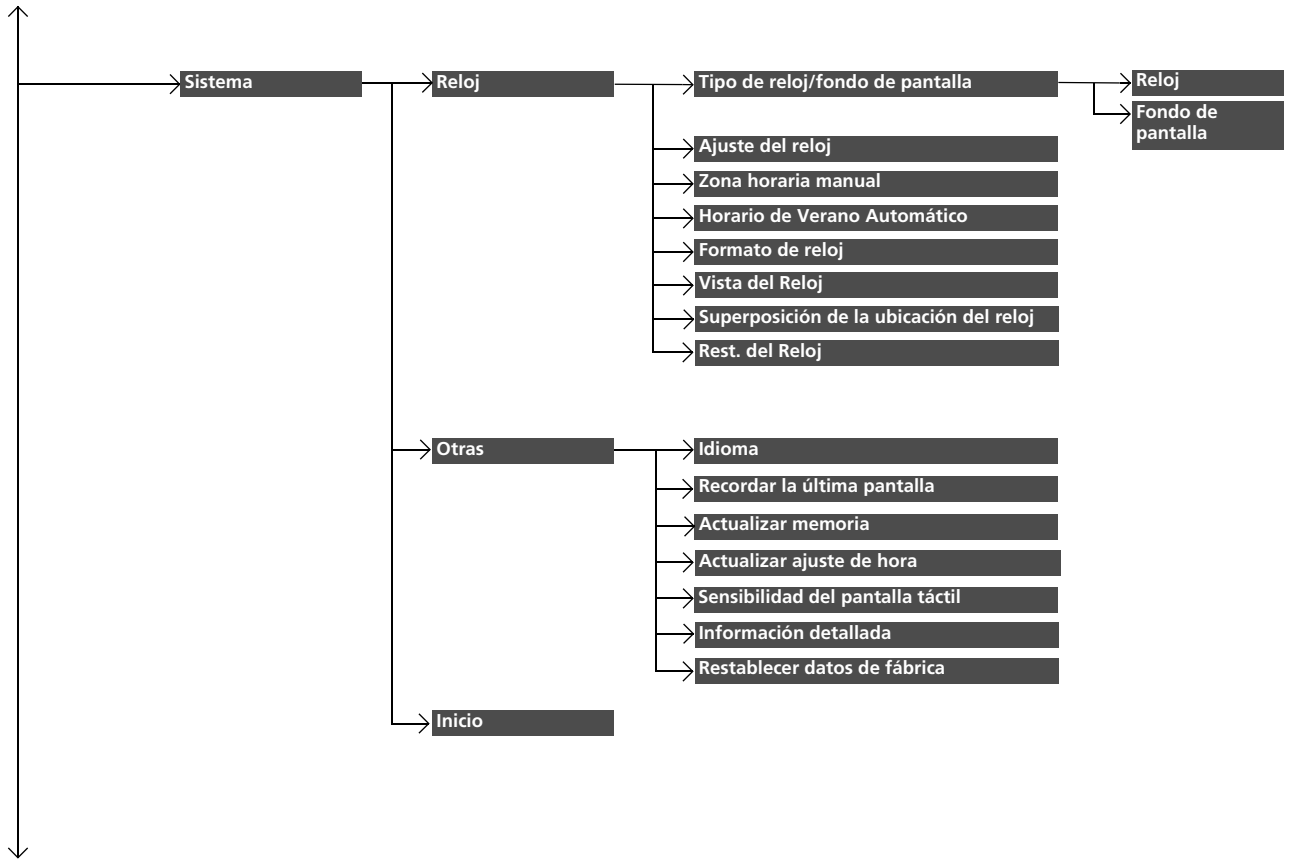 Sistema
Reloj
Tipo de reloj/fondo de pantalla
Reloj
Fondo de
pantalla
Ajuste del reloj
Zona horaria manual
Horario de Verano Automático
Formato de reloj
Vista del Reloj
Superposición de la ubicación del reloj
Rest. del Reloj
Otras
Idioma
Recordar la última pantalla
Actualizar memoria
Actualizar ajuste de hora
Sensibilidad del pantalla táctil
Información detallada
Restablecer datos de fábrica
Inicio